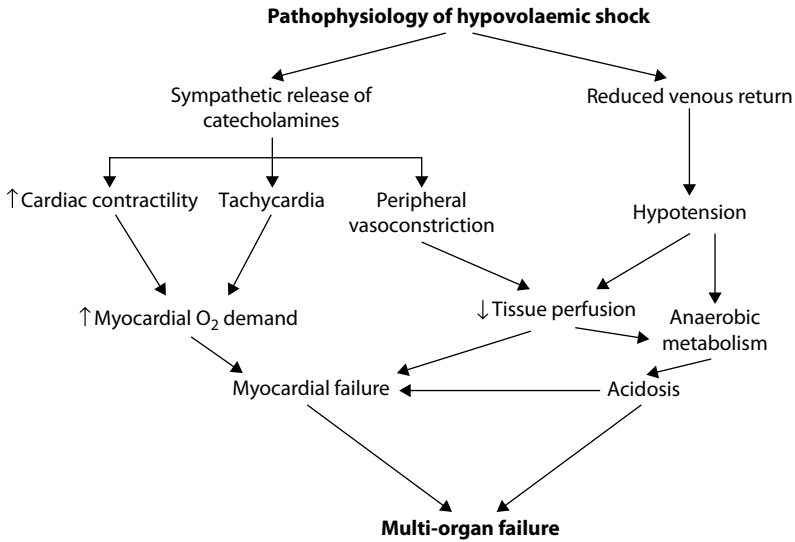 Pathophysiology of hypovolaemic shock
Sympathetic release of
catecholamines
Reduced venous return
↑Cardiac contractility
Tachycardia
Peripheral
vasoconstriction
Hypotension
↑Myocardial O₂ demand
↓Tissue perfusion
Anaerobic
metabolism
Myocardial failure
Acidosis
Multi-organ failure